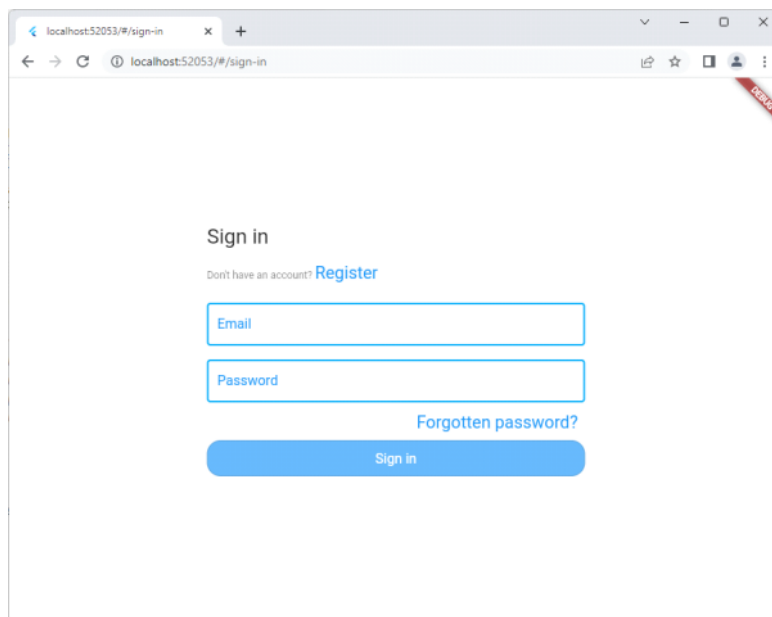 localhost:52053/#/sign-in
localhost:52053/#/sign-in
DEBUG
Sign in
Don't have an account? Register
Email
Password
Forgotten password?
Sign in